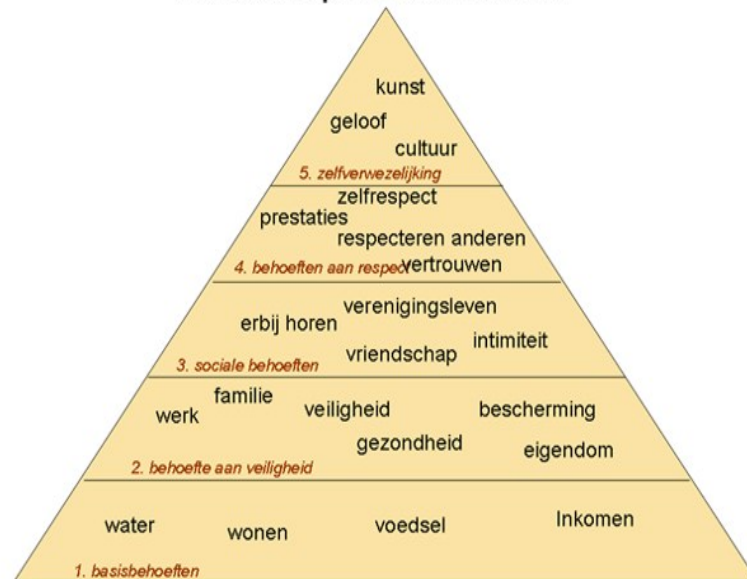 kunst
geloof
cultuur
5. zelfverwezelijking
zelfrespect
prestaties
respecteren anderen
4. behoeften aan respect
vertrouwen
verenigingsleven
erbij horen
intimiteit
vriendschap
3. sociale behoeften
familie
werk
veiligheid
bescherming
gezondheid
eigendom
2. behoefte aan veiligheid
water
wonen
voedsel
Inkomen
1. basisbehoeften